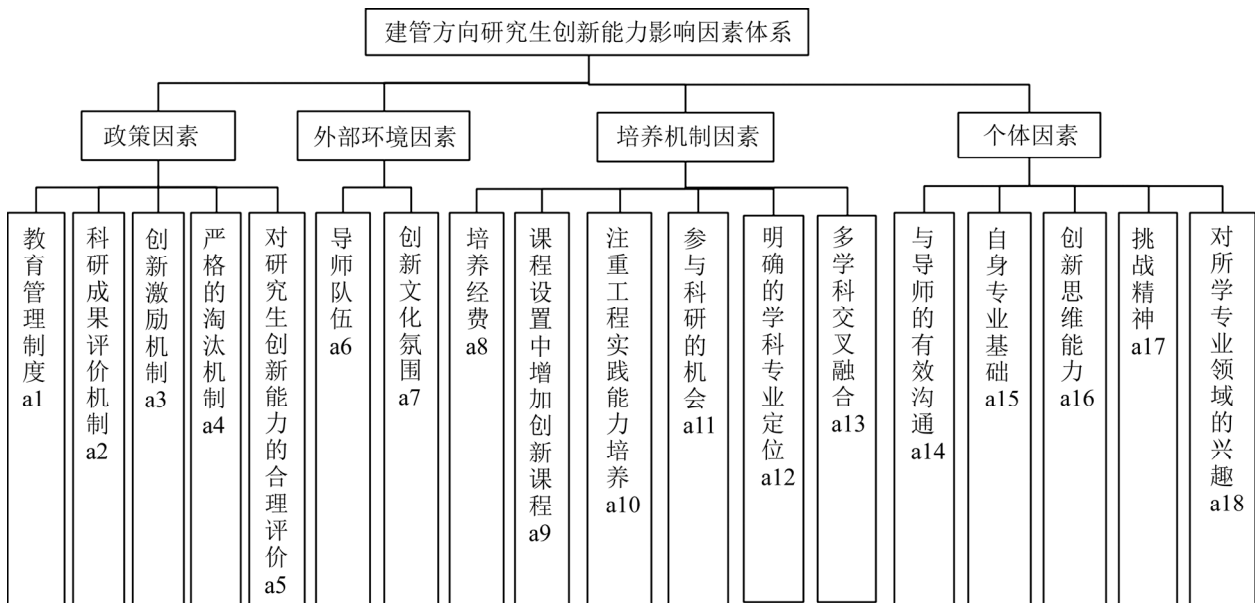 建管方向研究生创新能力影响因素体系
政策因素
外部环境因素
培养机制因素
个体因素
教育管理制度a1
科研成果评价机制a2
创新激励机制a3
严格的淘汰机制a4
对研究生创新能力的合理评价a5
导师队伍a6
创新文化氛围a7
培养经费a8
课程设置中增加创新课程a9
注重工程实践能力培养a10
参与科研的机会a11
明确的学科专业定位a12
多学科交叉融合a13
与导师的有效沟通a14
自身专业基础a15
创新思维能力a16
挑战精神a17
对所学专业领域的兴趣a18